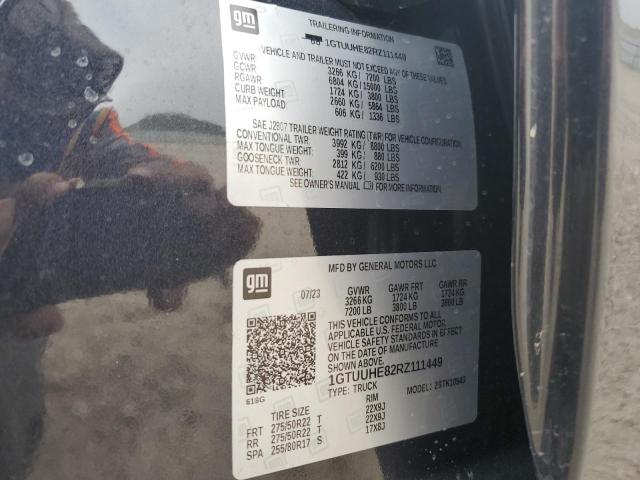 gm
TRAILERING INFORMATION
1GTUUHE82RZ111449
VEHICLE AND TRAILER MUST NOT EXCEED ANY OF THESE VALUES.
GVWR: 3266 KG / 7200 LBS
GCWR: 6804 KG / 15000 LBS
RGAWR: 1724 KG / 3800 LBS
CURB WEIGHT: 2660 KG / 5864 LBS
MAX PAYLOAD: 606 KG / 1336 LBS
SAE J2807 TRAILER WEIGHT RATING (TWR) FOR VEHICLE CONFIGURATION.
CONVENTIONAL TWR: 3992 KG / 8800 LBS
MAX TONGUE WEIGHT: 399 KG / 880 LBS
GOOSENECK TWR: 2812 KG / 6200 LBS
MAX TONGUE WEIGHT: 422 KG / 930 LBS
SEE OWNER'S MANUAL FOR MORE INFORMATION.
gm
MFD BY GENERAL MOTORS LLC
07/23 GVWR GAWR FRT GAWR RR
3266 KG 1724 KG 1724 KG
7200 LB 3800 LB 3800 LB
THIS VEHICLE CONFORMS TO ALL
APPLICABLE U.S. FEDERAL MOTOR
VEHICLE SAFETY STANDARDS IN EFFECT
ON THE DATE OF MANUFACTURE
SHOWN ABOVE.
1GTUUHE82RZ111449
618G
TYPE: TRUCK MODEL:
TIRE SIZE RIM
FRT 275/50R22 T 22X9J
RR 275/50R22 T 22X9J
SPA 255/80R17 S 17X8J